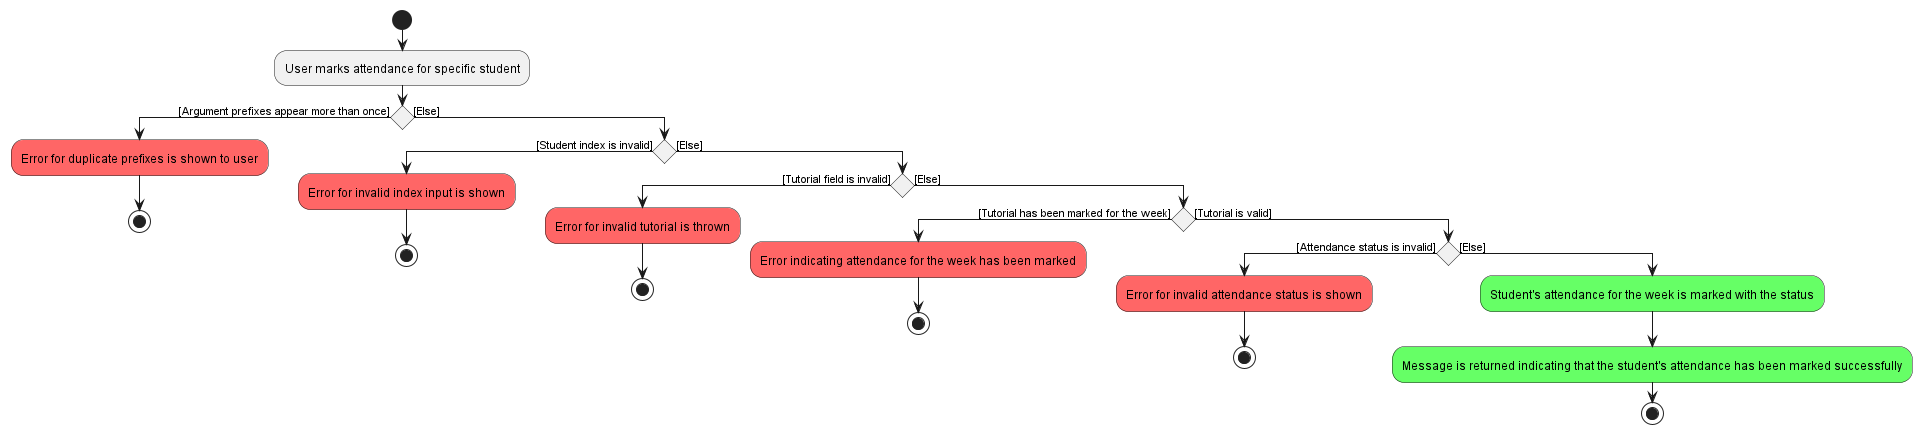 User marks attendance for specific student
[Argument prefixes appear more than once]
[Else]
Error for duplicate prefixes is shown to user
[Student index is invalid]
[Else]
Error for invalid index input is shown
[Tutorial field is invalid]
[Else]
Error for invalid tutorial is thrown
[Tutorial has been marked for the week]
[Tutorial is valid]
Error indicating attendance for the week has been marked
[Attendance status is invalid]
[Else]
Error for invalid attendance status is shown
Student's attendance for the week is marked with the status
Message is returned indicating that the student's attendance has been marked successfully